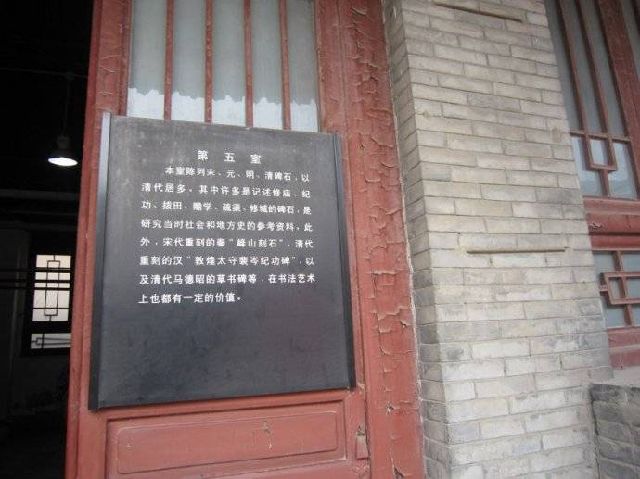 第五室
本室陈列宋、元、明、清碑石，以
清代居多。其中许多是记述修庙、纪
功、拨田、赡学、疏渠、修城的碑石，是
研究当时社会和地方史的参考资料。此
外，宋代重刻的秦“峄山刻石”、清代
重刻的汉“敦煌太守裴岑纪功碑”以
及清代马德昭的草书碑等，在书法艺术
上也都有一定的价值。